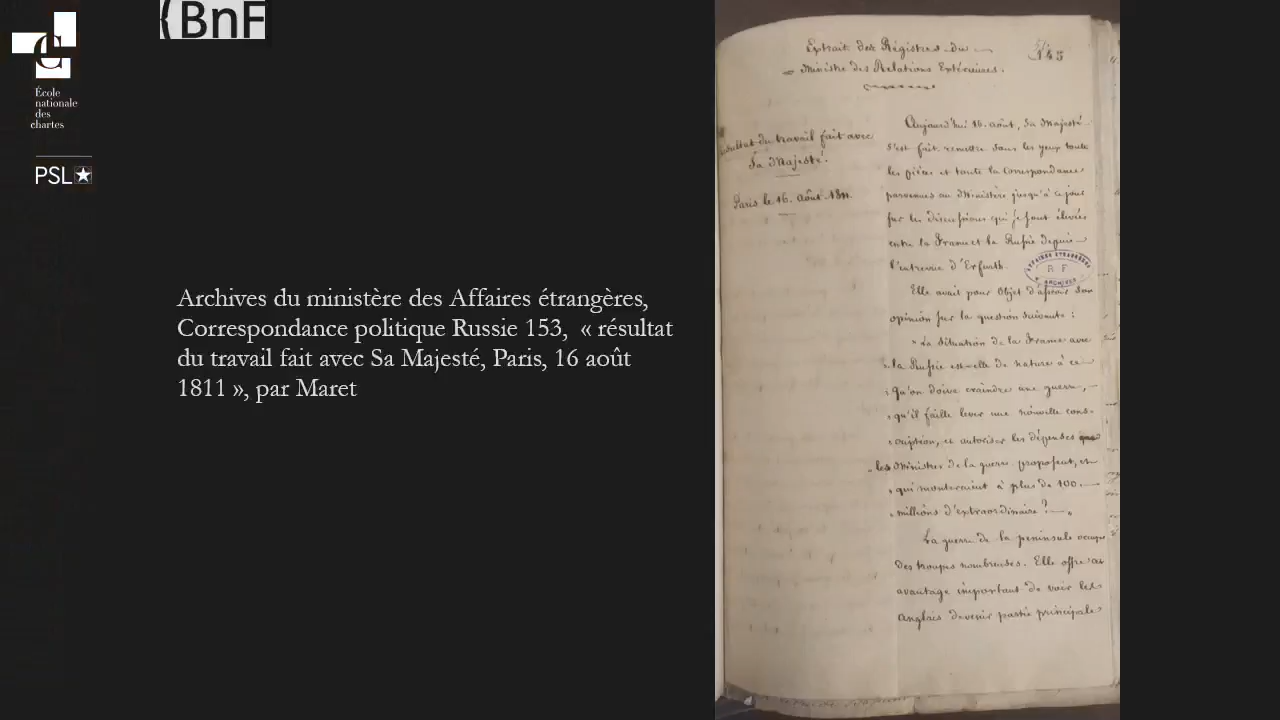 {BnF
École
nationale
des
chartes
PSL
Archives du ministère des Affaires étrangères,
Correspondance politique Russie 153, « résultat
du travail fait avec Sa Majesté, Paris, 16 août
1811 », par Maret
Extrait des Régistres du
Ministre des Relations Extérieures.
145
Résultat du travail fait avec
Sa Majesté.
Paris le 16. Août 1811.
Aujourd'hui 16. août, Sa Majesté
s'est fait remettre sous les yeux toute
les pièces et toute la correspondance
parvenues au Ministère jusqu'à ce jour
sur les discussions qui se sont élevées
entre la France et la Russie depuis
l'entrevue d'Erfurth.
AFFAIRES ETRANGÈRES
R F
ARCHIVES
Elle avait pour objet d'asseoir son
opinion sur la question suivante :
" La situation de la France avec
" la Russie est-elle de nature à ce
" qu'on doive craindre une guerre,
" qu'il faille lever une nouvelle cons-
" cription, et autoriser les dépenses
" les Ministres de la guerre proposent, et
" qui monteraient à plus de 100.
" millions d'extraordinaire ? "
La guerre de la péninsule occupe
des troupes nombreuses. Elle offre
avantage important de voir les
Anglais devenir partie principale